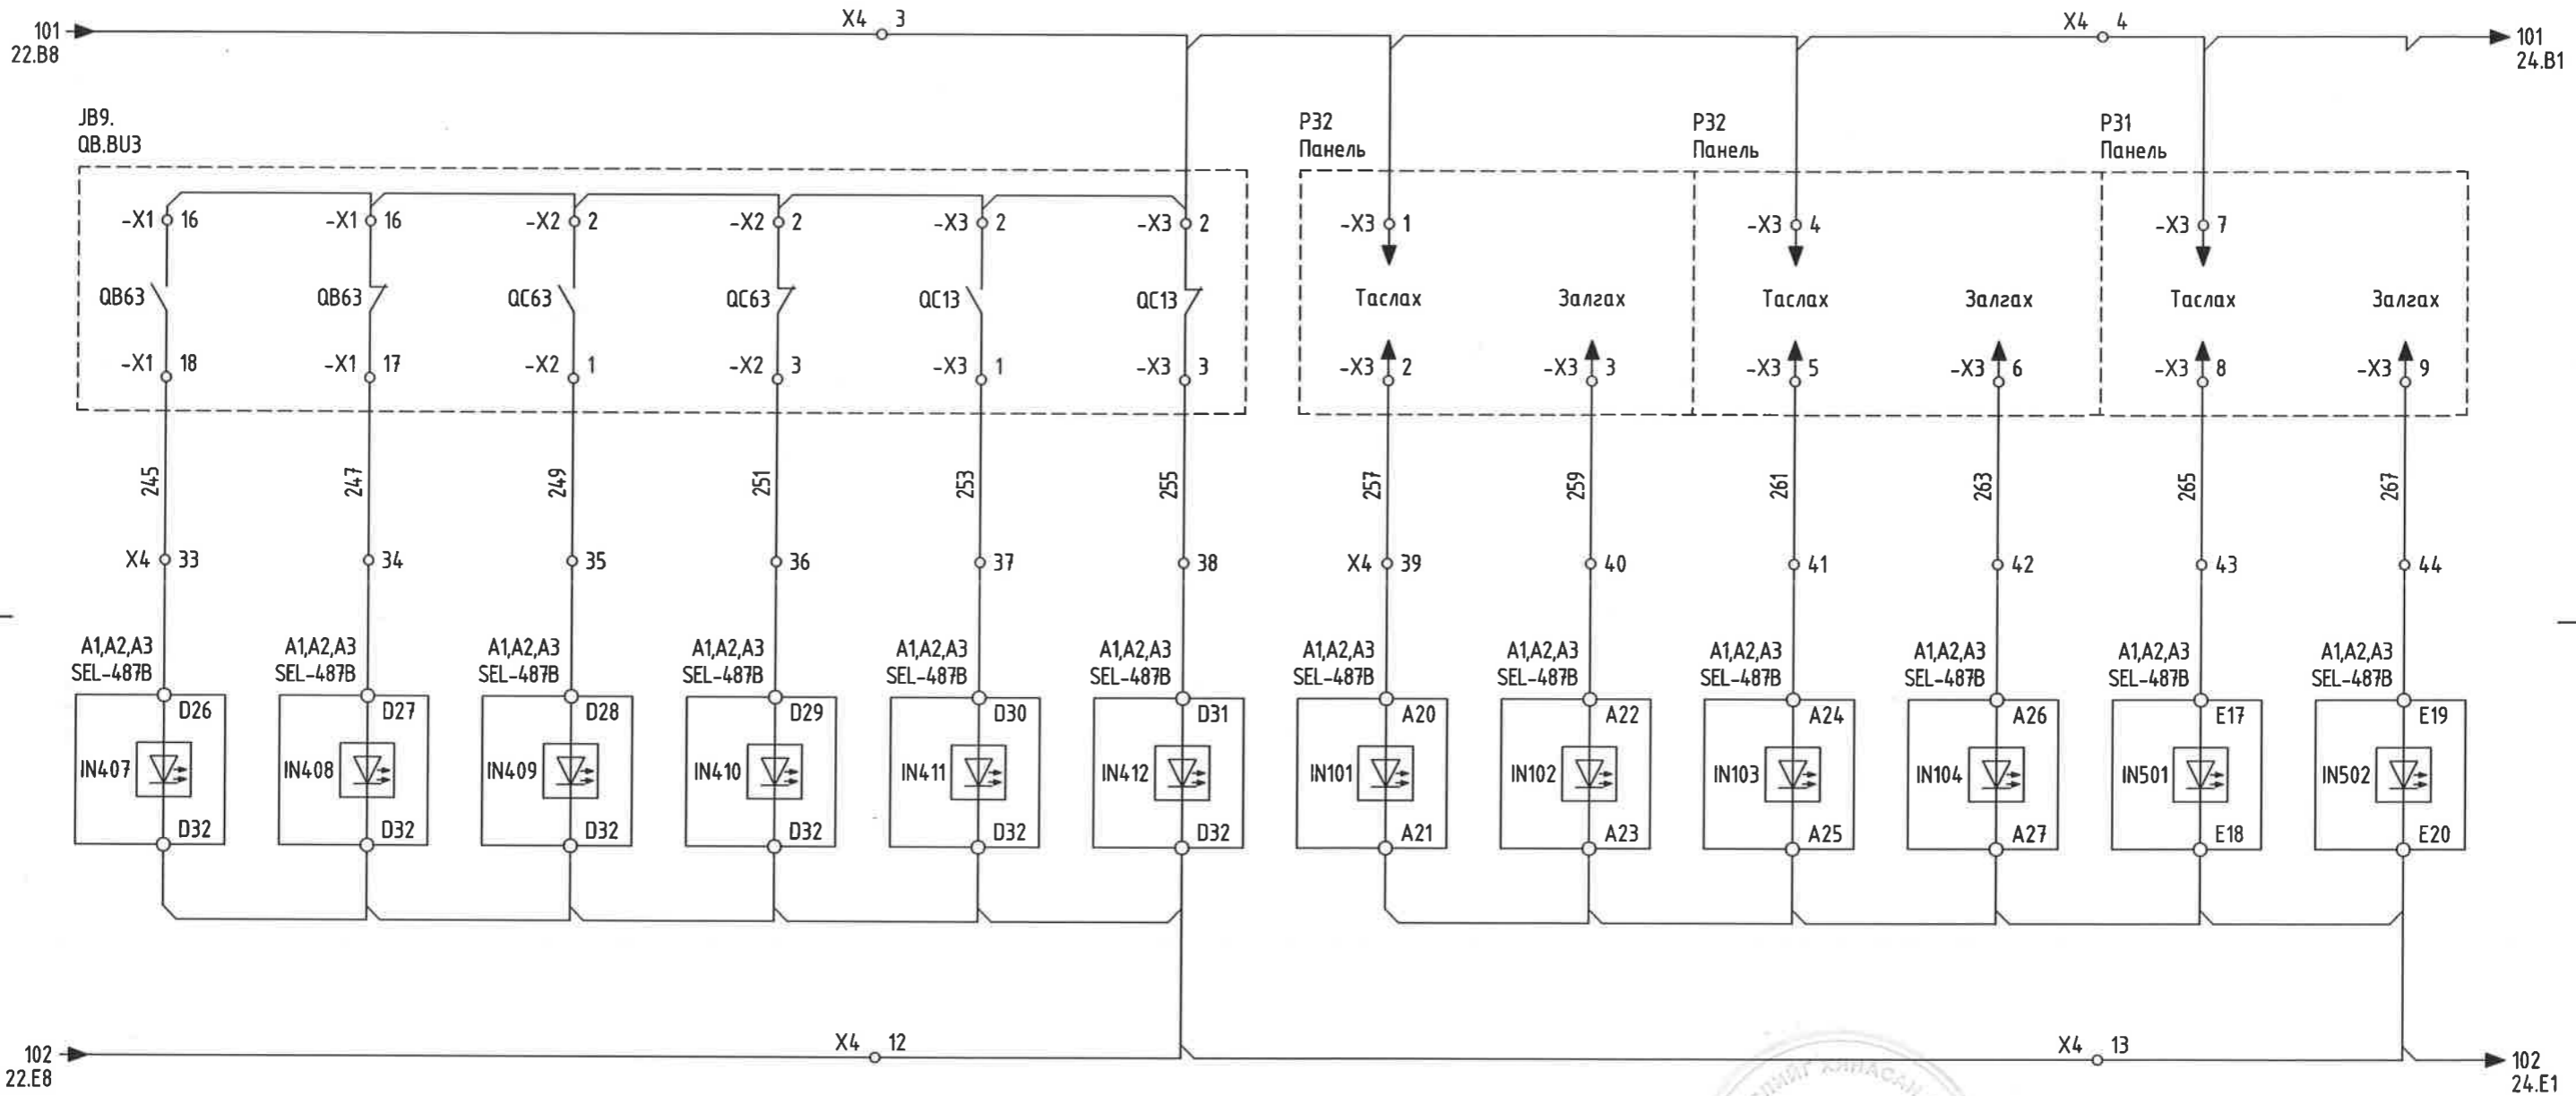 X4 3
X4 4
101
22.B8
101
24.B1
JB9.
QB.BU3
P32
Панель
P32
Панель
P31
Панель
-X1 16
-X1 16
-X2 2
-X2 2
-X3 2
-X3 2
-X3 1
-X3 4
-X3 7
QB63
QB63
QC63
QC63
QC13
QC13
Таслах
Залгах
Таслах
Залгах
Таслах
Залгах
-X1 18
-X1 17
-X2 1
-X2 3
-X3 1
-X3 3
-X3 2
-X3 3
-X3 5
-X3 6
-X3 8
-X3 9
245
247
249
251
253
255
257
259
261
263
265
267
X4 33
34
35
36
37
38
X4 39
40
41
42
43
44
A1,A2,A3
SEL-487B
A1,A2,A3
SEL-487B
A1,A2,A3
SEL-487B
A1,A2,A3
SEL-487B
A1,A2,A3
SEL-487B
A1,A2,A3
SEL-487B
A1,A2,A3
SEL-487B
A1,A2,A3
SEL-487B
A1,A2,A3
SEL-487B
A1,A2,A3
SEL-487B
A1,A2,A3
SEL-487B
A1,A2,A3
SEL-487B
D26
D27
D28
D29
D30
D31
A20
A22
A24
A26
E17
E19
IN407
IN408
IN409
IN410
IN411
IN412
IN101
IN102
IN103
IN104
IN501
IN502
D32
D32
D32
D32
D32
D32
A21
A23
A25
A27
E18
E20
X4 12
X4 13
102
22.E8
102
24.E1